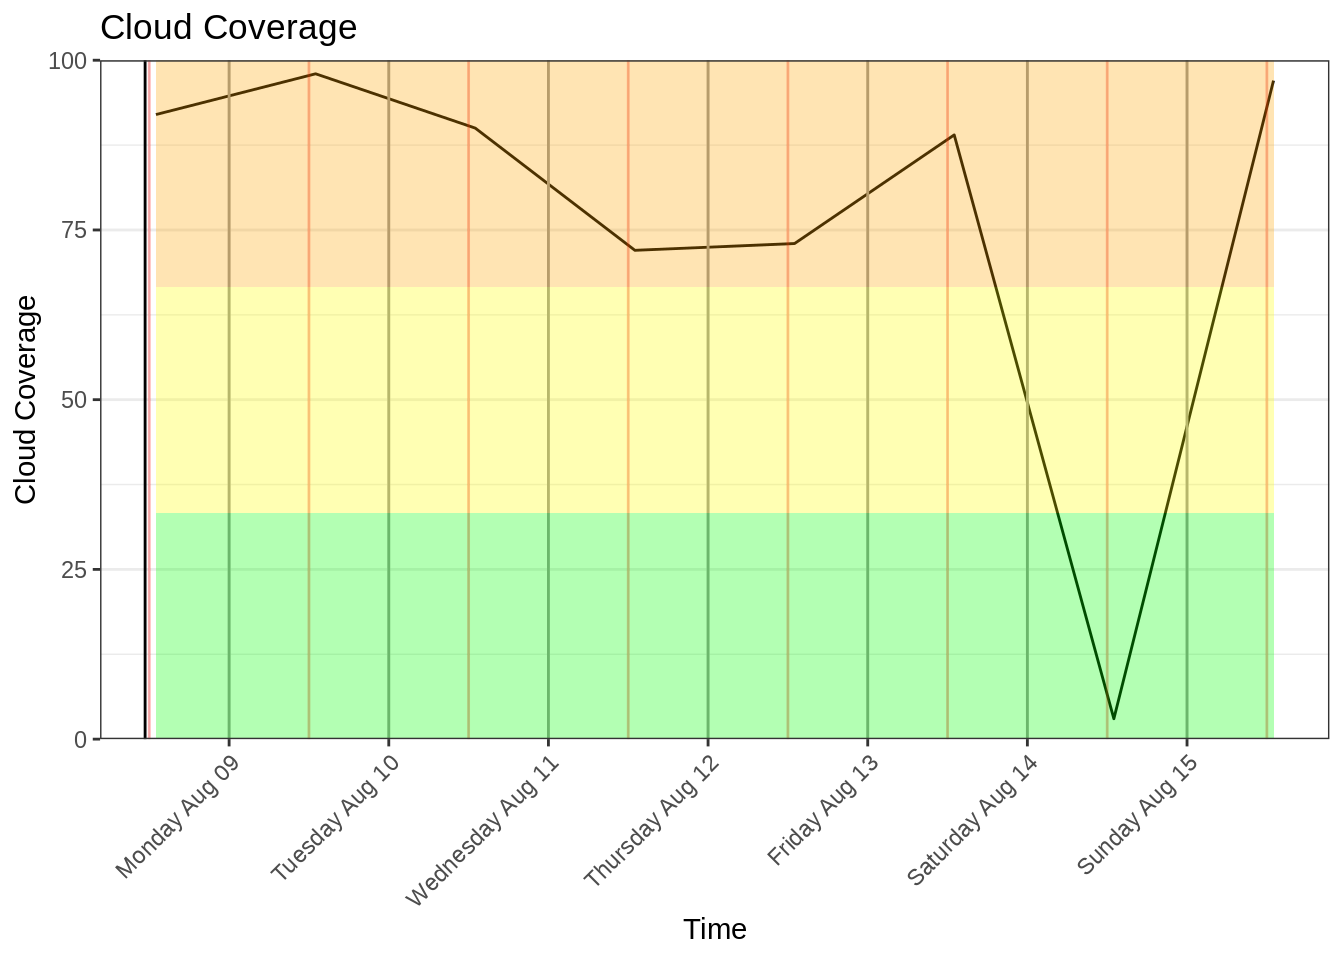 Cloud Coverage
100
75
50
25
0
Cloud Coverage
Monday Aug 09
Tuesday Aug 10
Wednesday Aug 11
Thursday Aug 12
Friday Aug 13
Saturday Aug 14
Sunday Aug 15
Time